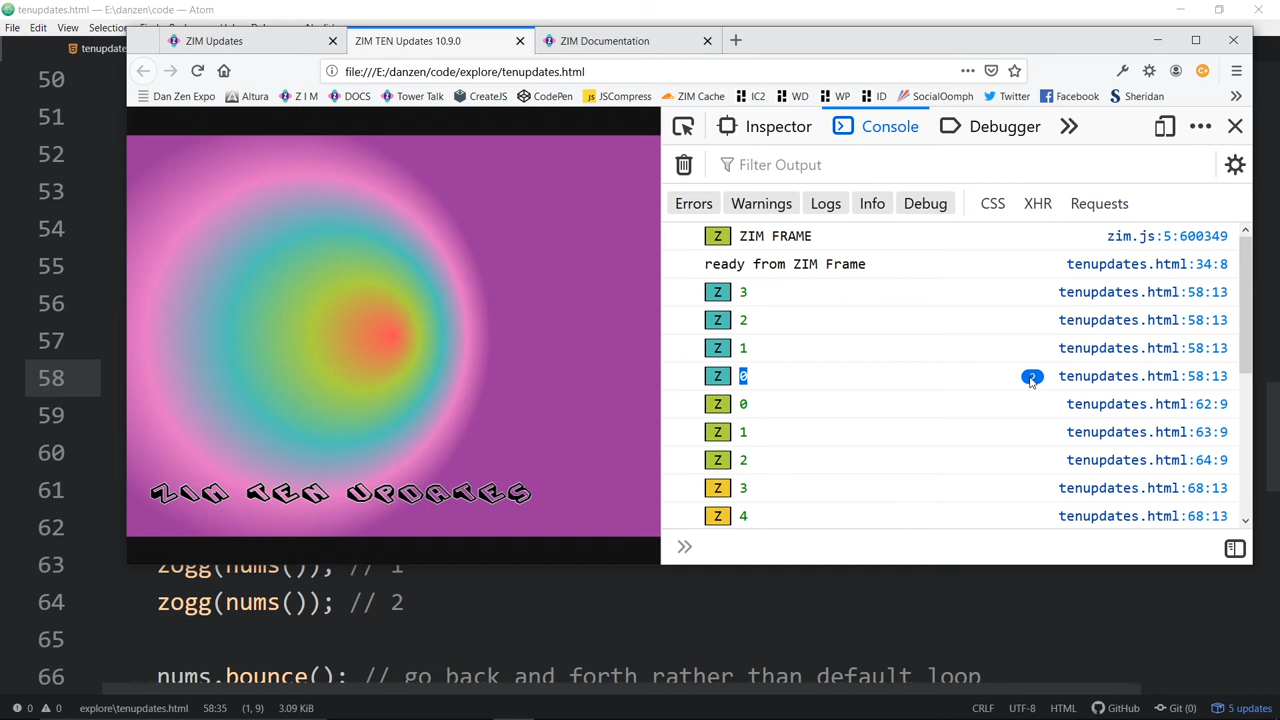 tenupdates.html — E:\danzen\code — Atom
File Edit View Selection
ZIM Updates ZIM TEN Updates 10.9.0 ZIM Documentation
tenupdate
file:///E:/danzen/code/explore/tenupdates.html
Dan Zen Expo Altura Z I M DOCS Tower Talk CreateJS CodePen JSCompress ZIM Cache IC2 WD WP ID SocialOomph Twitter Facebook Sheridan
Inspector Console Debugger
Filter Output
Errors Warnings Logs Info Debug CSS XHR Requests
Z ZIM FRAME zim.js:5:600349
ready from ZIM Frame tenupdates.html:34:8
Z 3 tenupdates.html:58:13
Z 2 tenupdates.html:58:13
Z 1 tenupdates.html:58:13
Z 0 2 tenupdates.html:58:13
Z 0 tenupdates.html:62:9
Z 1 tenupdates.html:63:9
Z 2 tenupdates.html:64:9
Z 3 tenupdates.html:68:13
Z 4 tenupdates.html:68:13
ZIM TEN UPDATES
50
51
52
53
54
55
56
57
58
59
60
61
62
63 zogg(nums()); // 1
64 zogg(nums()); // 2
65
66 nums.bounce(); // go back and forth rather than default loop
0 0 explore\tenupdates.html 58:35 (1, 9) 3.09 KiB CRLF UTF-8 HTML GitHub Git (0) 5 updates